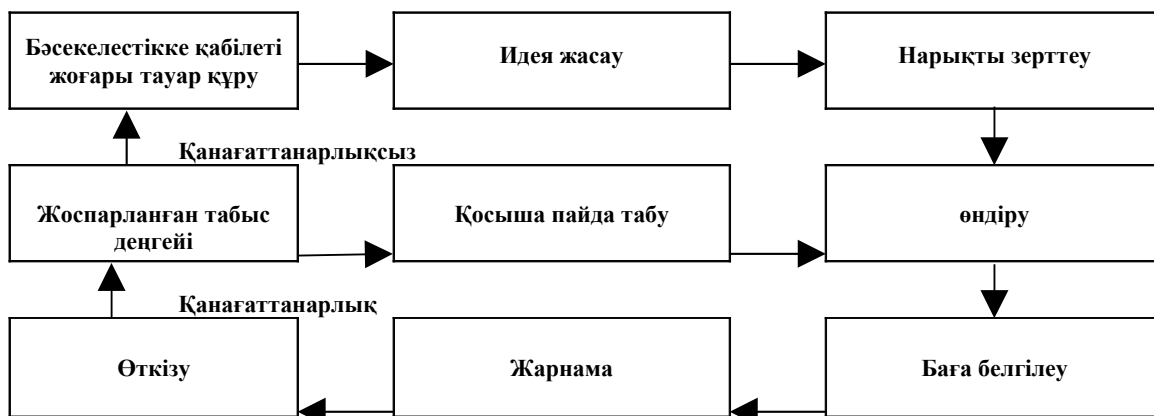 Бәсекелестікке қабілеті
жоғары тауар құру
Идея жасау
Нарықты зерттеу
Қанағаттанарлықсыз
Жоспарланған табыс
деңгейі
Қосыша пайда табу
өндіру
Қанағаттанарлық
Өткізу
Жарнама
Баға белгілеу